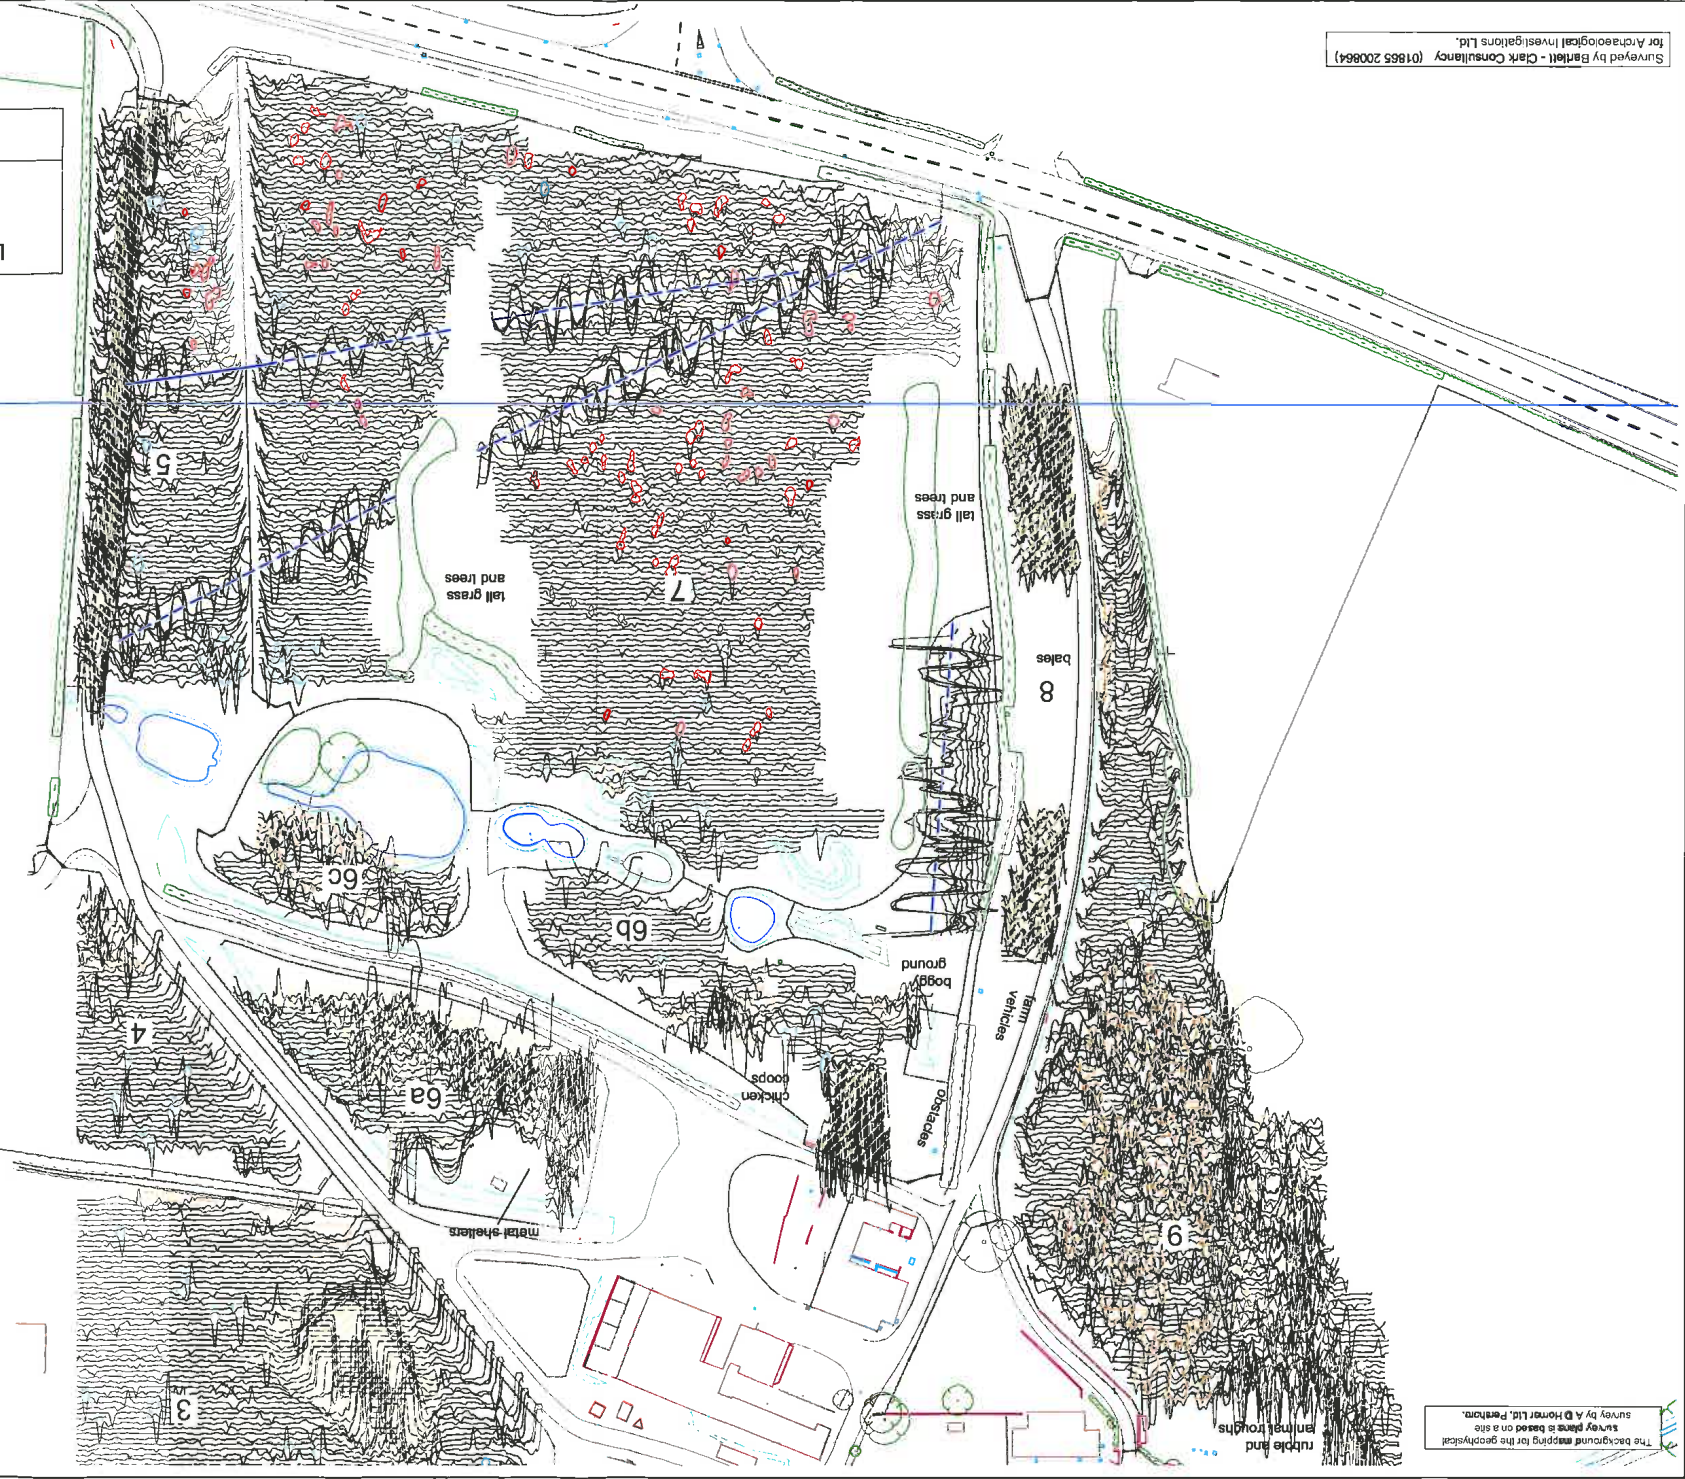 The background mapping for the geophysical
survey plans is based on a site
survey by A D Horner Ltd, Pershore.
rubble and
animal troughs
3
9
metal shelters
4
6a
chicken
coops
obstacles
farm
vehicles
boggy
ground
6b
6c
8
bales
7
tall grass
and trees
tall grass
and trees
5
Surveyed by Bartlett - Clark Consultancy (01865 200864)
for Archaeological Investigations Ltd.